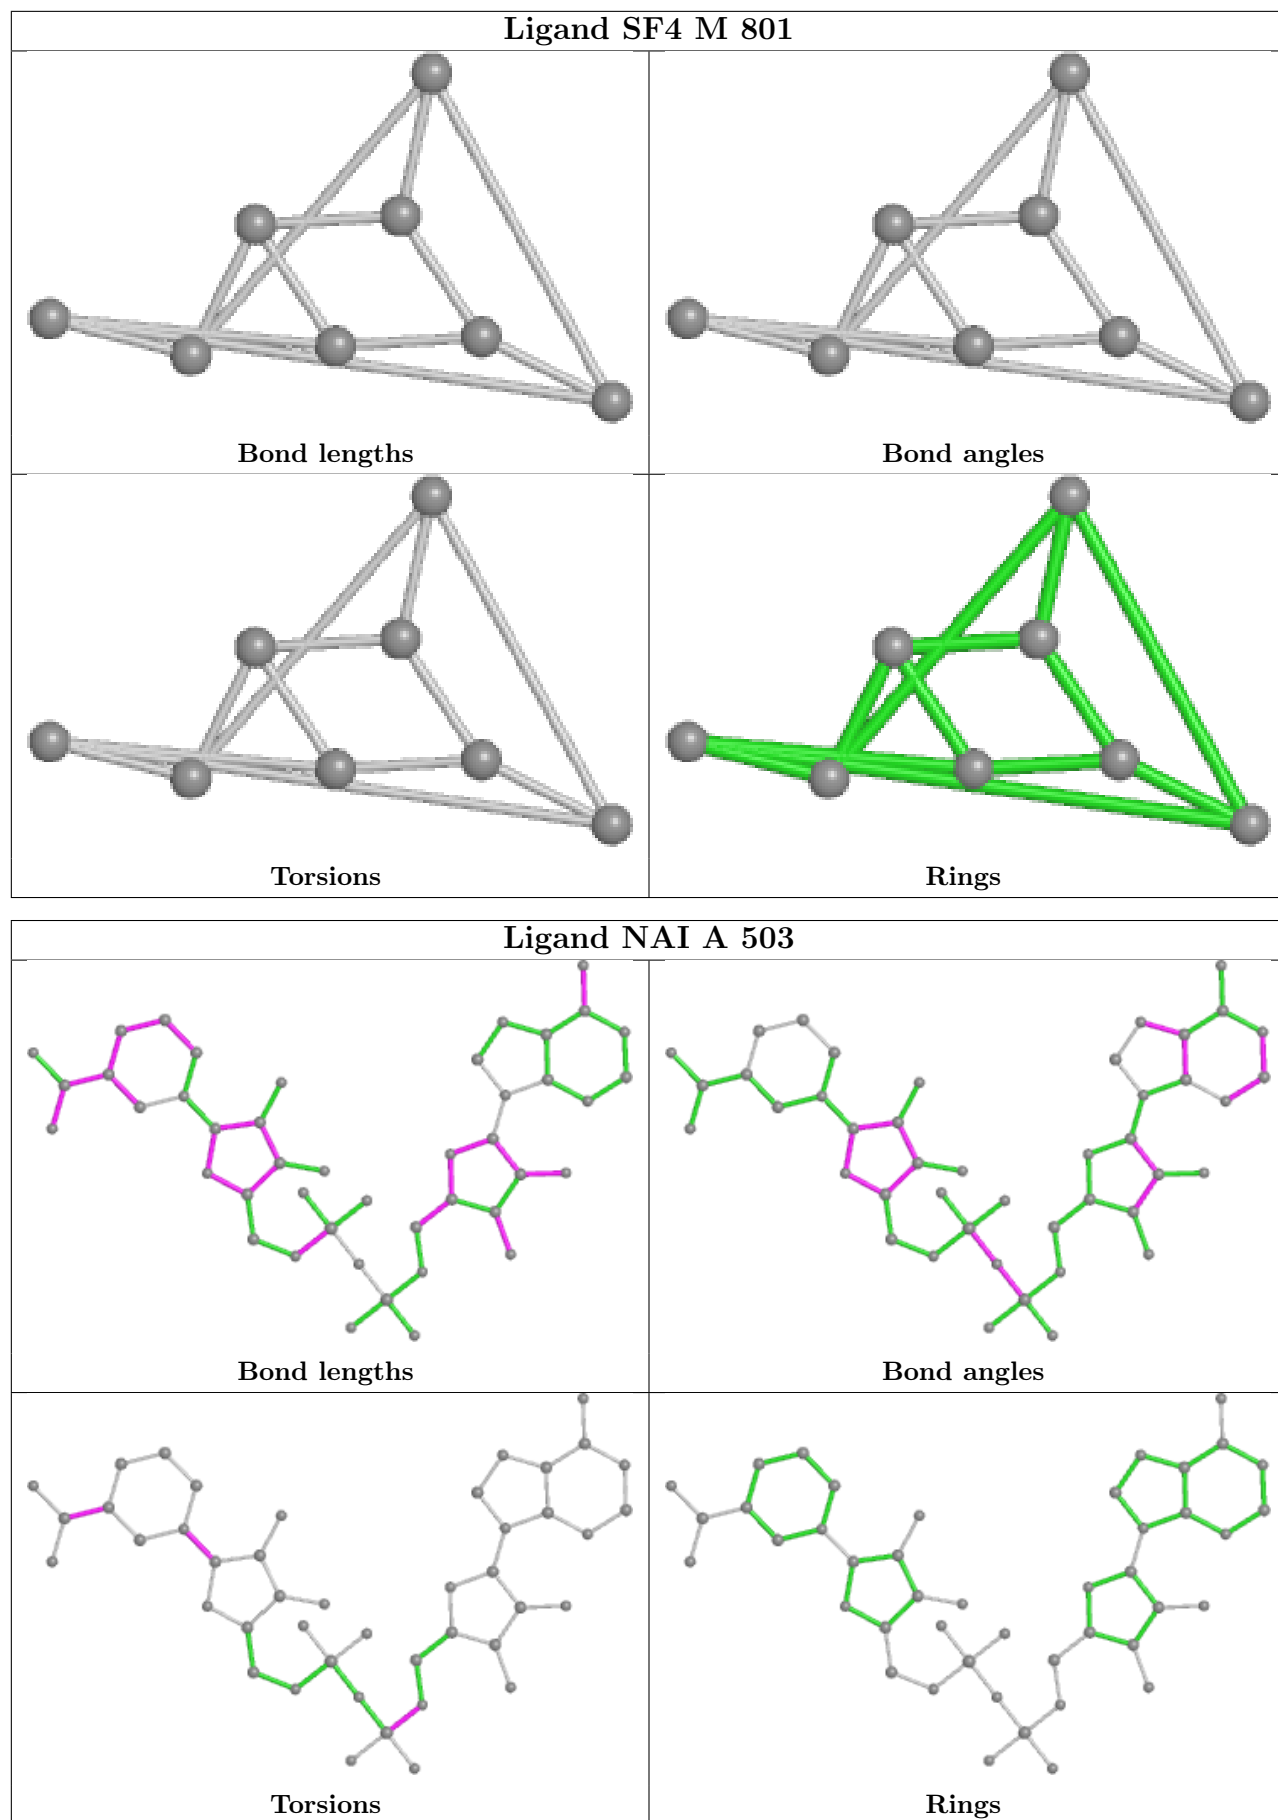 Ligand SF4 M 801
Bond lengths
Bond angles
Torsions
Rings
Ligand NAI A 503
Bond lengths
Bond angles
Torsions
Rings